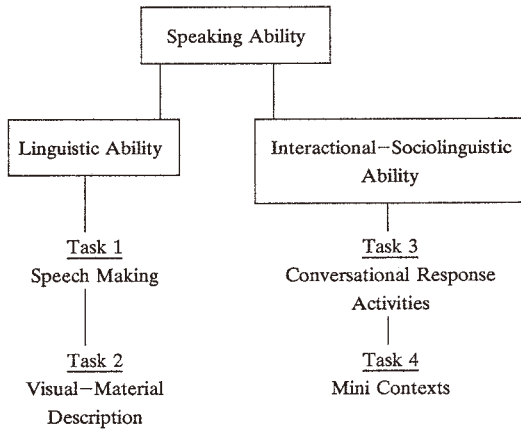 Speaking Ability
Linguistic Ability
Interactional-Sociolinguistic
Ability
Task 1
Speech Making
Task 3
Conversational Response
Activities
Task 2
Visual-Material
Description
Task 4
Mini Contexts